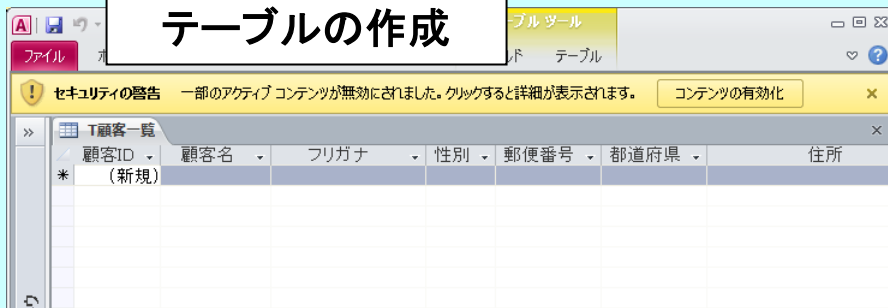 テーブルの作成
ブル ツール
ファイル
ルド テーブル
セキュリティの警告 一部のアクティブ コンテンツが無効にされました。クリックすると詳細が表示されます。 コンテンツの有効化
T顧客一覧
顧客ID 顧客名 フリガナ 性別 郵便番号 都道府県 住所
* (新規)